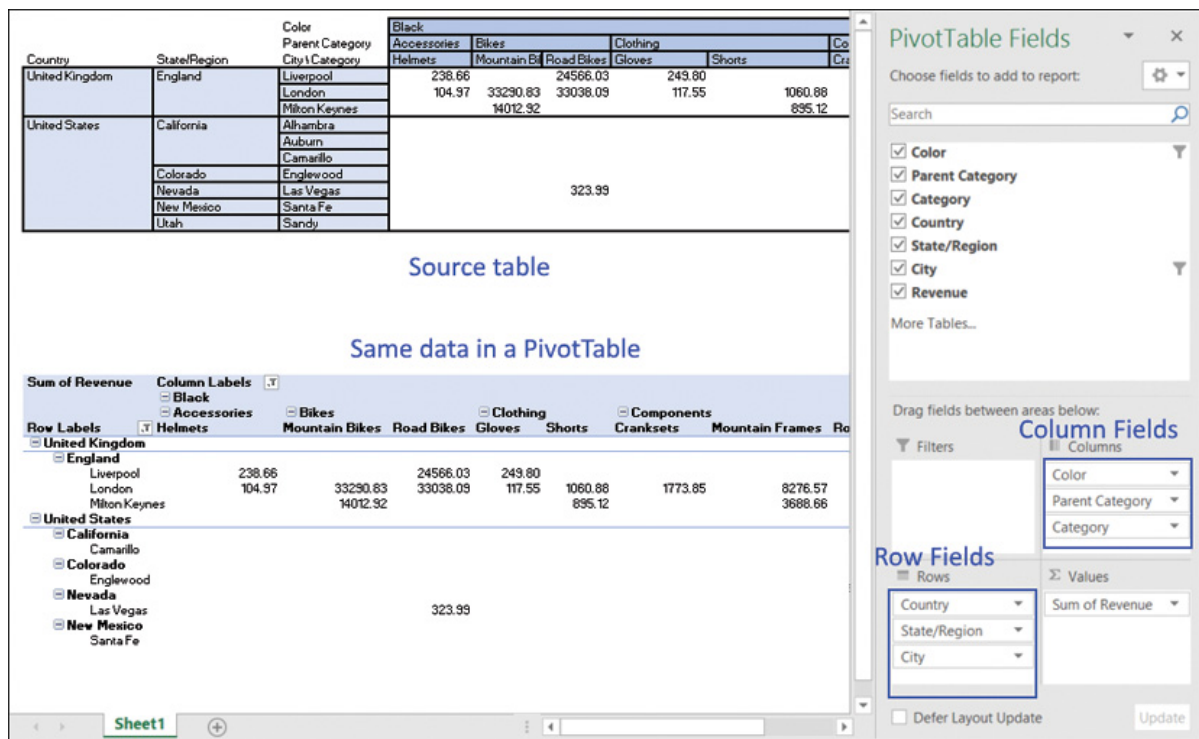 Color Black
Parent Category Accessories Bikes Clothing Co
Country State/Region City \ Category Helmets Mountain Bi Road Bikes Gloves Shorts Cra
United Kingdom England Liverpool 238.66 24566.03 249.80
London 104.97 33290.83 33038.09 117.55 1060.88
Milton Keynes 14012.92 895.12
United States California Alhambra
Auburn
Camarillo
Colorado Englewood
Nevada Las Vegas 323.99
New Mexico Santa Fe
Utah Sandy
Source table
Same data in a PivotTable
Sum of Revenue Column Labels
Black
Accessories Bikes Clothing Components
Row Labels Helmets Mountain Bikes Road Bikes Gloves Shorts Cranksets Mountain Frames Ro
United Kingdom
England
Liverpool 238.66 24566.03 249.80
London 104.97 33290.83 33038.09 117.55 1060.88 1773.85 8276.57
Milton Keynes 14012.92 895.12 3688.66
United States
California
Camarillo
Colorado
Englewood
Nevada
Las Vegas 323.99
New Mexico
Santa Fe
Sheet1
PivotTable Fields
Choose fields to add to report:
Search
Color
Parent Category
Category
Country
State/Region
City
Revenue
More Tables...
Drag fields between areas below:
Column Fields
Filters
Columns
Color
Parent Category
Category
Row Fields
Rows
Country
State/Region
City
Σ Values
Sum of Revenue
Defer Layout Update
Update